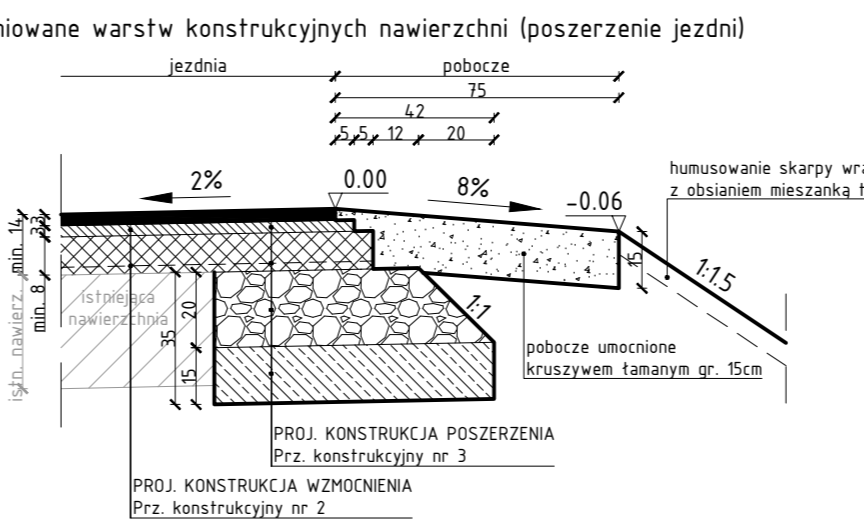 miowane warstw konstrukcyjnych nawierzchni (poszerzenie jezdni)
jezdnia
pobocze
75
42
5 5 12 20
2%
0.00
8%
-0.06
humusowanie skarpy wra
z obsianiem mieszanką t
min. 14
3
3
min. 8
istn. nawierz.
istniejąca
nawierzchnia
20
35
15
1:1
15
1:1.5
pobocze umocnione
kruszywem łamanym gr. 15cm
PROJ. KONSTRUKCJA POSZERZENIA
Prz. konstrukcyjny nr 3
PROJ. KONSTRUKCJA WZMOCNIENIA
Prz. konstrukcyjny nr 2